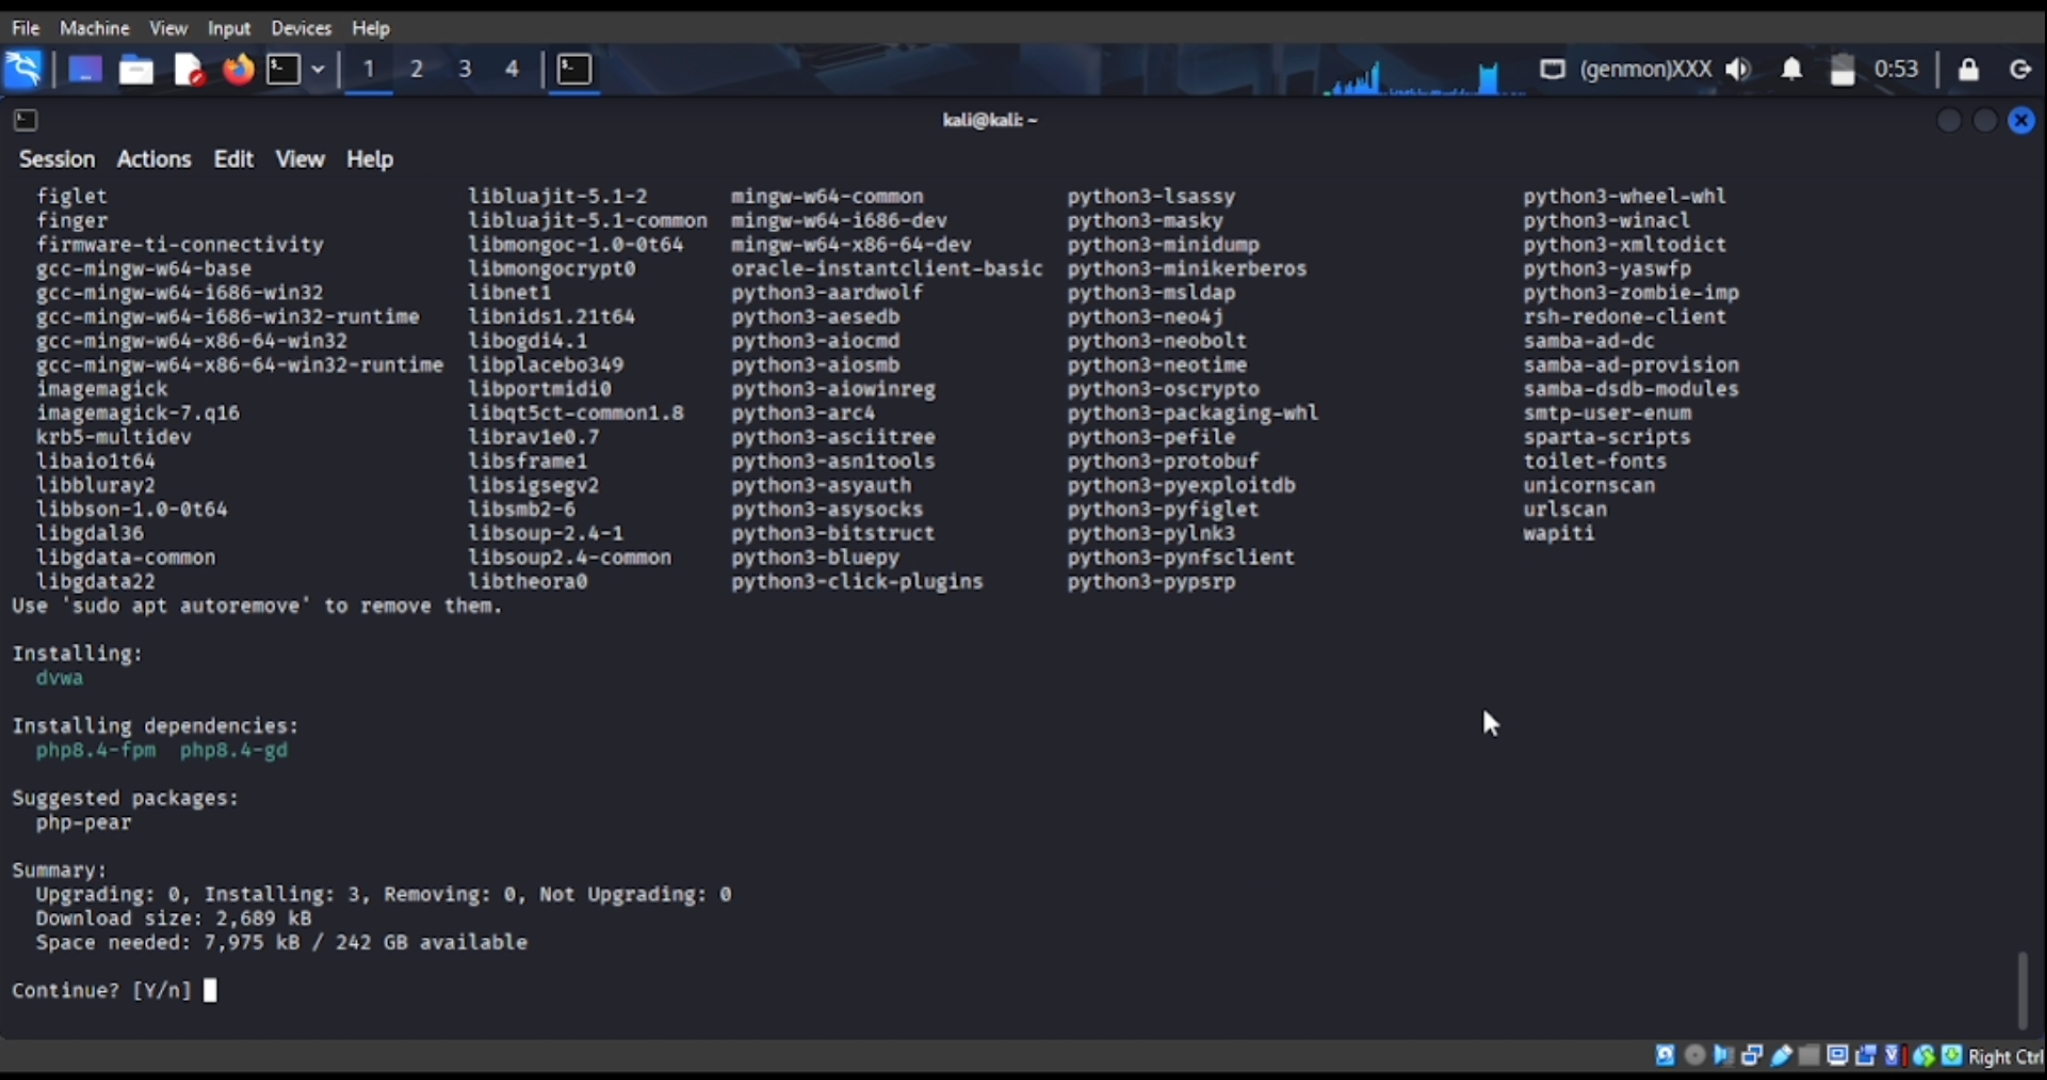 File Machine View Input Devices Help
1 2 3 4 (genmon)XXX 0:53
kali@kali: ~
Session Actions Edit View Help
figlet libluajit-5.1-2 mingw-w64-common python3-lsassy python3-wheel-whl
finger libluajit-5.1-common mingw-w64-i686-dev python3-masky python3-winacl
firmware-ti-connectivity libmongoc-1.0-0t64 mingw-w64-x86-64-dev python3-minidump python3-xmltodict
gcc-mingw-w64-base libmongocrypt0 oracle-instantclient-basic python3-minikerberos python3-yaswfp
gcc-mingw-w64-i686-win32 libnet1 python3-aardwolf python3-msldap python3-zombie-imp
gcc-mingw-w64-i686-win32-runtime libnids1.21t64 python3-aesedb python3-neo4j rsh-redone-client
gcc-mingw-w64-x86-64-win32 libogdi4.1 python3-aiocmd python3-neobolt samba-ad-dc
gcc-mingw-w64-x86-64-win32-runtime libplacebo349 python3-aiosmb python3-neotime samba-ad-provision
imagemagick libportmidi0 python3-aiowinreg python3-oscrypto samba-dsdb-modules
imagemagick-7.q16 libqt5ct-common1.8 python3-arc4 python3-packaging-whl smtp-user-enum
krb5-multidev librav1e0.7 python3-asciitree python3-pefile sparta-scripts
libaio1t64 libsframe1 python3-asn1tools python3-protobuf toilet-fonts
libbluray2 libsigsegv2 python3-asyauth python3-pyexploitdb unicornscan
libbson-1.0-0t64 libsmb2-6 python3-asysocks python3-pyfiglet urlscan
libgdal36 libsoup-2.4-1 python3-bitstruct python3-pylnk3 wapiti
libgdata-common libsoup2.4-common python3-bluepy python3-pynfsclient
libgdata22 libtheora0 python3-click-plugins python3-pypsrp
Use 'sudo apt autoremove' to remove them.
Installing:
dvwa
Installing dependencies:
php8.4-fpm php8.4-gd
Suggested packages:
php-pear
Summary:
Upgrading: 0, Installing: 3, Removing: 0, Not Upgrading: 0
Download size: 2,689 kB
Space needed: 7,975 kB / 242 GB available
Continue? [Y/n]
Right Ctrl